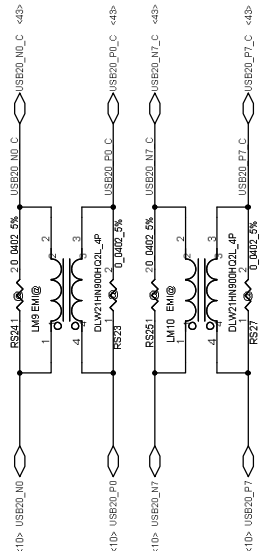 <10> USB20_N0
USB20_N0_C <43>
USB20_N0_C
RS24 1 @ 2 0_0402_5%
LM9 EMI@
1 2
4 3
DLW21HN900HQ2L_4P
RS23 1 @ 2 0_0402_5%
USB20_P0_C
<10> USB20_P0
USB20_P0_C <43>
<10> USB20_N7
USB20_N7_C <43>
USB20_N7_C
RS25 1 @ 2 0_0402_5%
LM10 EMI@
1 2
4 3
DLW21HN900HQ2L_4P
RS27 1 @ 2 0_0402_5%
USB20_P7_C
<10> USB20_P7
USB20_P7_C <43>